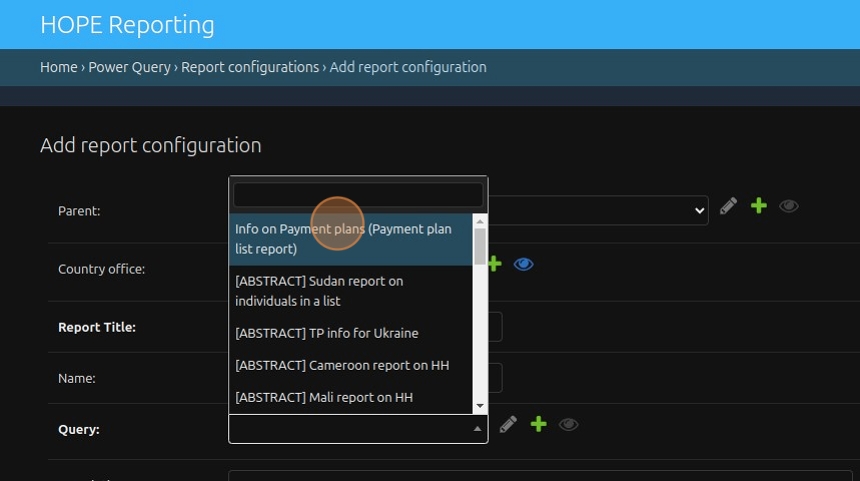 HOPE Reporting
Home › Power Query › Report configurations › Add report configuration
Add report configuration
Parent:
Info on Payment plans (Payment plan
list report)
Country office:
[ABSTRACT] Sudan report on
individuals in a list
Report Title:
[ABSTRACT] TP info for Ukraine
[ABSTRACT] Cameroon report on HH
Name:
[ABSTRACT] Mali report on HH
Query: